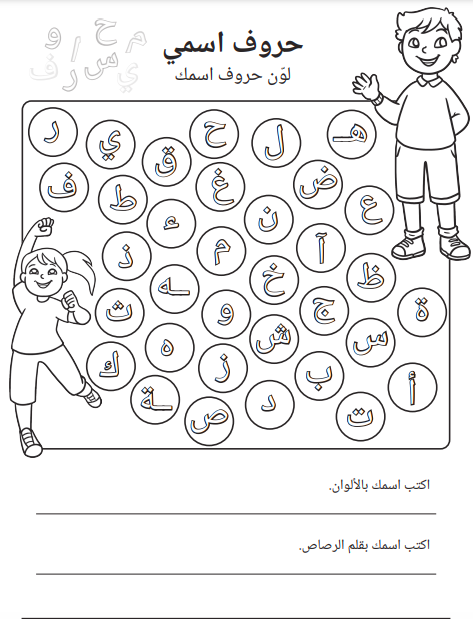 حروف اسمي
لوّن حروف اسمك
م ح و
ي س ا ر ف
هـ ل ح ق ي ر
ع ض ن غ ء ط ف
ظ آ خ م ـه ز
ة س ج ش و ه ث
أ ت ب د ز ص ـة ك
اكتب اسمك بالألوان.
اكتب اسمك بقلم الرصاص.